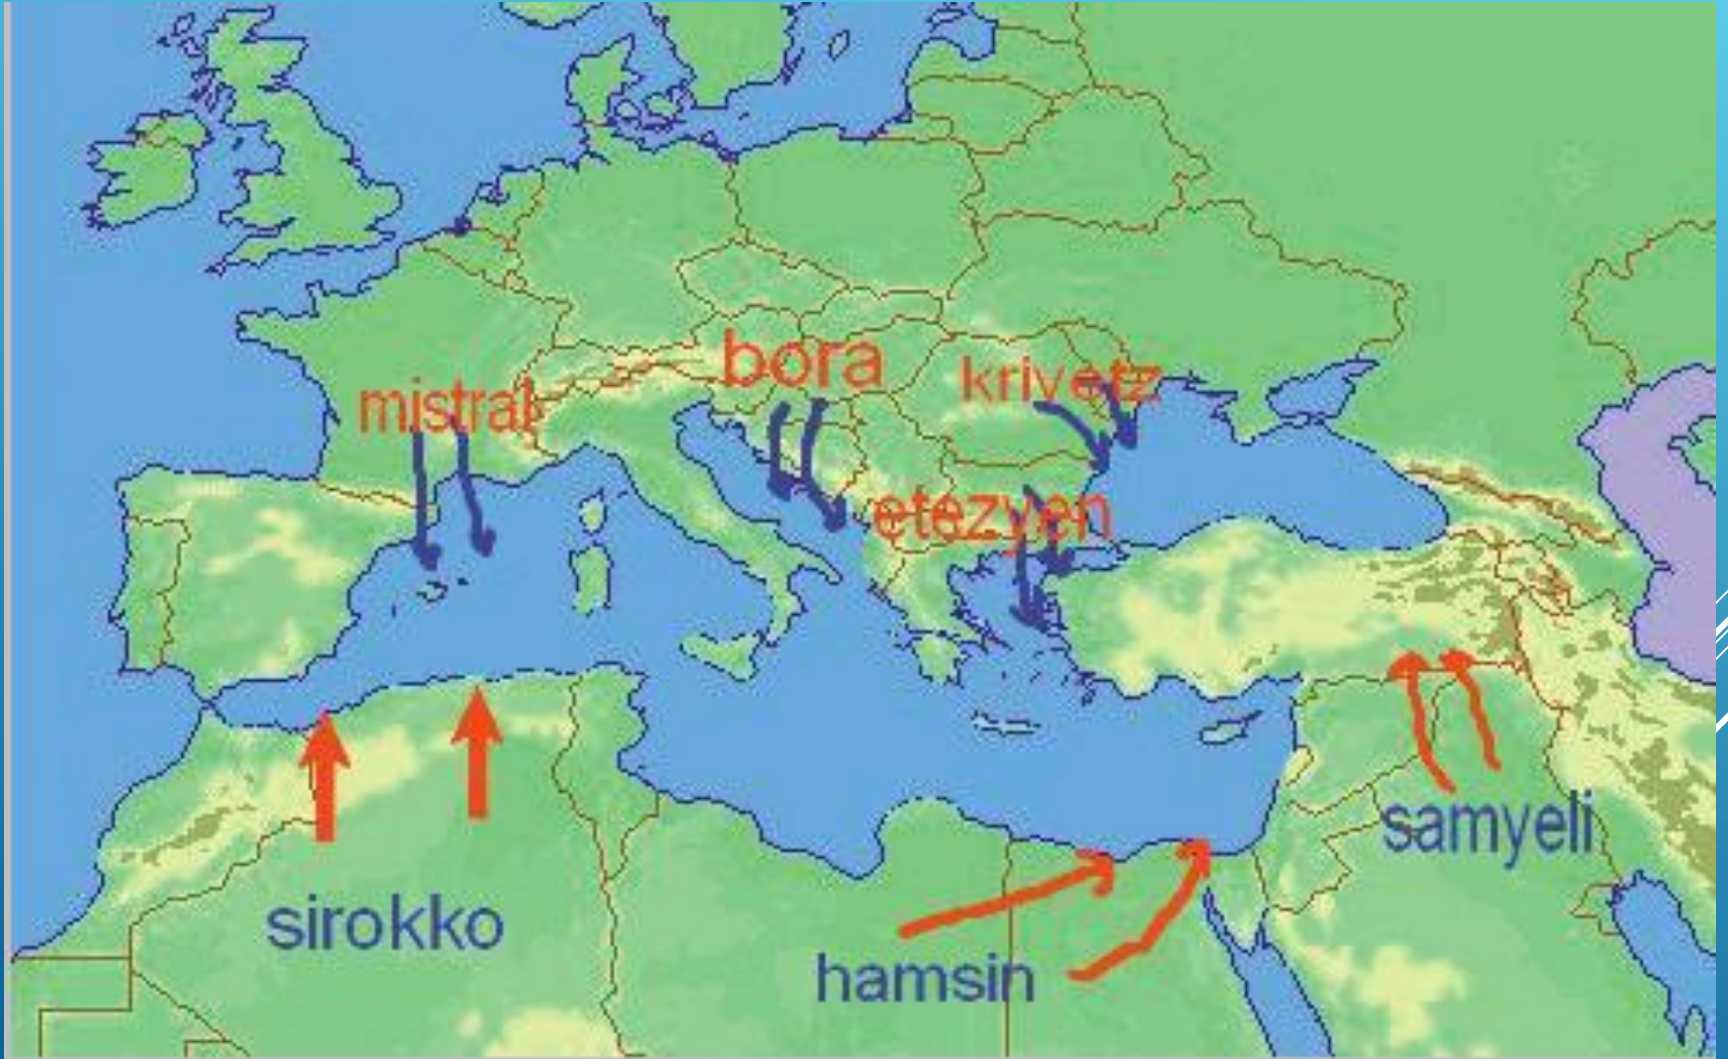 bora
krivetz
mistral
etezyen
samyeli
sirokko
hamsin